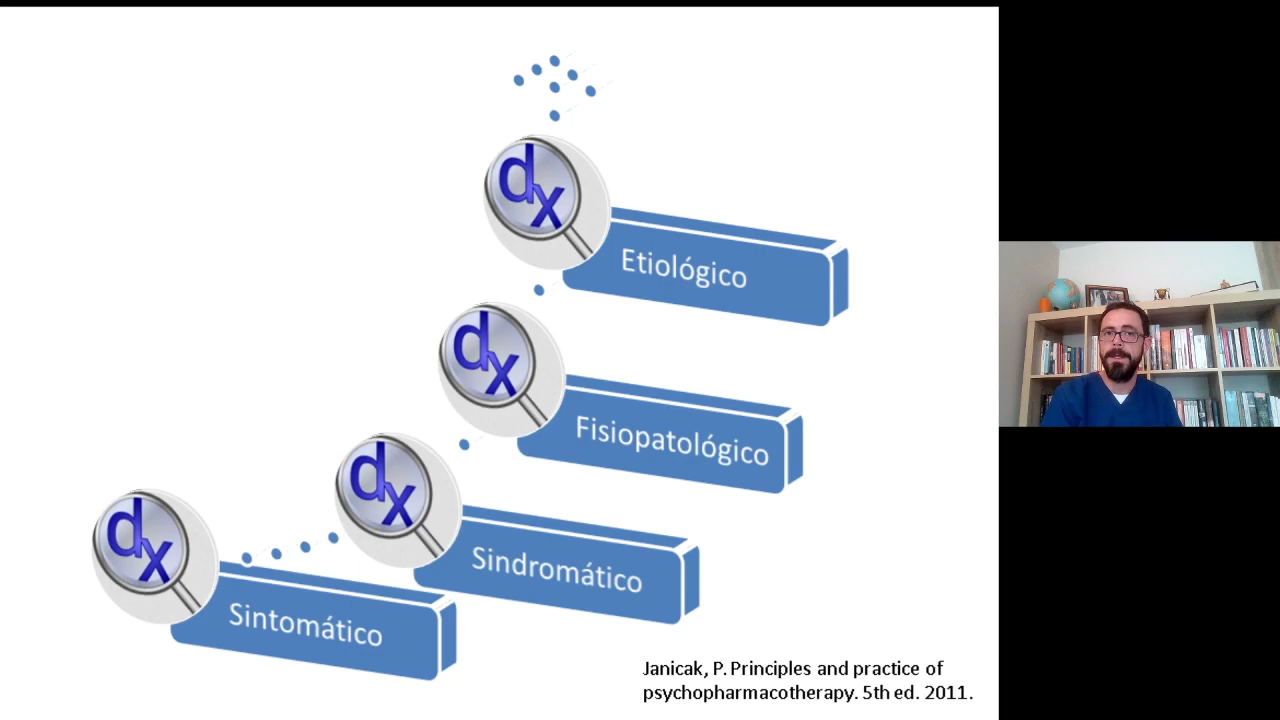 dx
Etiológico
dx
Fisiopatológico
dx
Sindromático
dx
Sintomático
Janicak, P. Principles and practice of
psychopharmacotherapy. 5th ed. 2011.